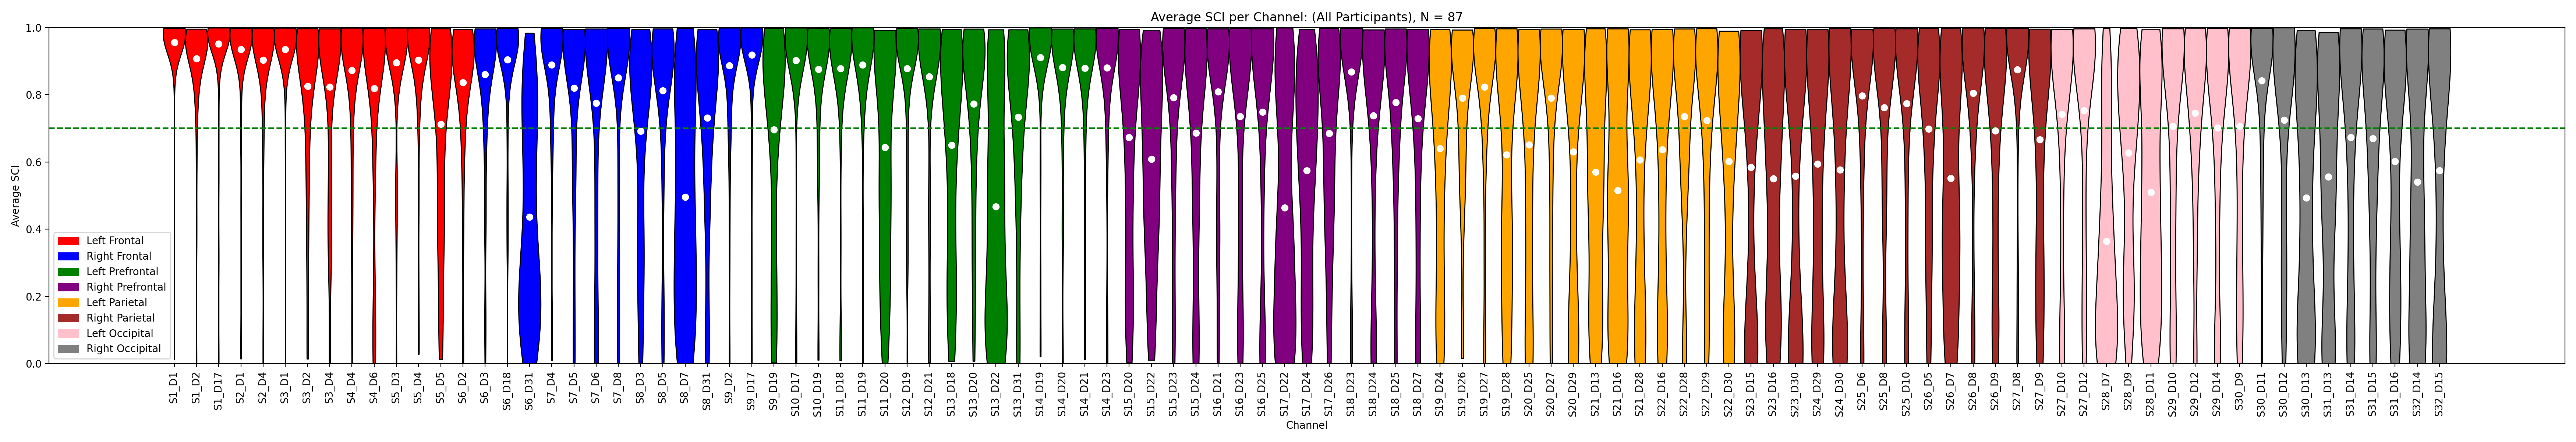 Average SCI per Channel: (All Participants), N = 87
Average SCI
1.0
0.8
0.6
0.4
0.2
0.0
Left Frontal
Right Frontal
Left Prefrontal
Right Prefrontal
Left Parietal
Right Parietal
Left Occipital
Right Occipital
S1_D1
S1_D2
S1_D17
S2_D1
S2_D4
S3_D1
S3_D2
S3_D4
S4_D4
S4_D6
S5_D3
S5_D4
S5_D5
S6_D2
S6_D3
S6_D18
S6_D31
S7_D4
S7_D5
S7_D6
S7_D8
S8_D3
S8_D5
S8_D7
S8_D31
S9_D2
S9_D17
S9_D19
S10_D17
S10_D19
S11_D18
S11_D19
S11_D20
S12_D19
S12_D21
S13_D18
S13_D20
S13_D22
S13_D31
S14_D19
S14_D20
S14_D21
S14_D23
S15_D20
S15_D22
S15_D23
S15_D24
S16_D21
S16_D23
S16_D25
S17_D22
S17_D24
S17_D26
S18_D23
S18_D24
S18_D25
S18_D27
S19_D24
S19_D26
S19_D27
S19_D28
S20_D25
S20_D27
S20_D29
S21_D13
S21_D16
S21_D28
S22_D16
S22_D28
S22_D29
S22_D30
S23_D15
S23_D16
S23_D30
S24_D29
S24_D30
S25_D6
S25_D8
S25_D10
S26_D5
S26_D7
S26_D8
S26_D9
S27_D8
S27_D9
S27_D10
S27_D12
S28_D7
S28_D9
S28_D11
S29_D10
S29_D12
S29_D14
S30_D9
S30_D11
S30_D12
S30_D13
S31_D13
S31_D14
S31_D15
S31_D16
S32_D14
S32_D15
Channel